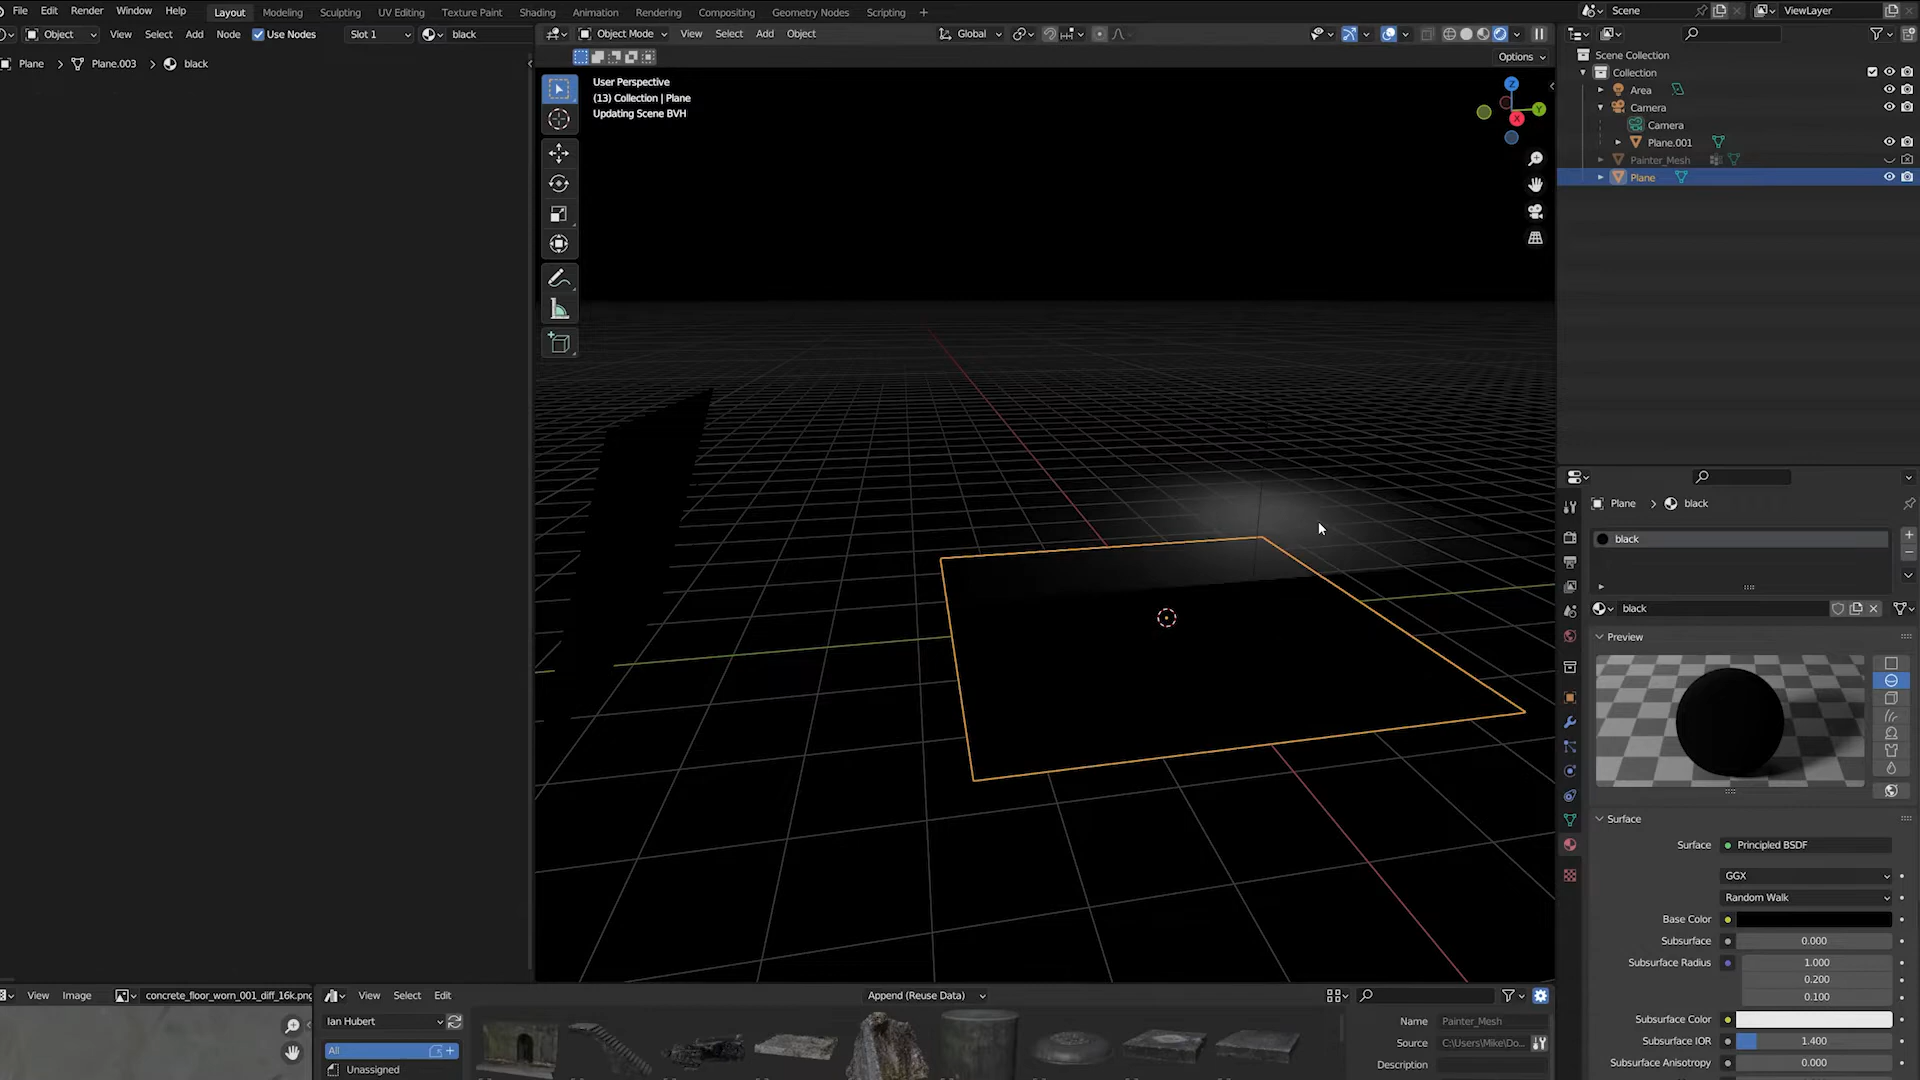 File Edit Render Window Help Layout Modeling Sculpting UV Editing Texture Paint Shading Animation Rendering Compositing Geometry Nodes Scripting + Scene ViewLayer
Object View Select Add Node Use Nodes Slot 1 black Object Mode View Select Add Object Global
Options
Plane > Plane.003 > black
User Perspective
(13) Collection | Plane
Updating Scene BVH
Z
Y
X
Scene Collection
Collection
Area
Camera
Camera
Plane.001
Painter_Mesh
Plane
Plane > black
black
black
Preview
Surface
Surface Principled BSDF
GGX
Random Walk
Base Color
Subsurface 0.000
Subsurface Radius 1.000
0.200
0.100
Subsurface Color
Subsurface IOR 1.400
Subsurface Anisotropy 0.000
View Image concrete_floor_worn_001_diff_16k.png View Select Edit Append (Reuse Data)
Ian Hubert
All
Unassigned
Name Painter_Mesh
Source C:\Users\Mike\Do...
Description